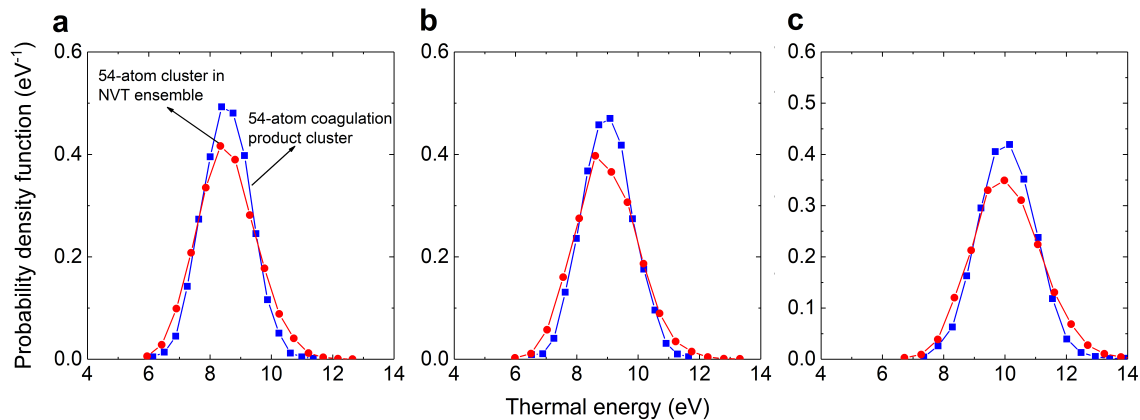 a
b
c
Probability density function (eV⁻¹)
0.6
0.4
0.2
0.0
54-atom cluster in
NVT ensemble
54-atom coagulation
product cluster
4 6 8 10 12 14
0.6
0.4
0.2
0.0
4 6 8 10 12 14
0.6
0.5
0.4
0.3
0.2
0.1
0.0
4 6 8 10 12 14
Thermal energy (eV)